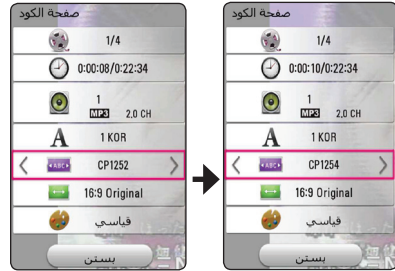 صفحة الكود
1/4
0:00:08/0:22:34
1
MP3 2.0 CH
A 1 KOR
ABC CP1252
16:9 Original
قياسي
بستن
صفحة الكود
1/4
0:00:10/0:22:34
1
MP3 2.0 CH
A 1 KOR
ABC CP1254
16:9 Original
قياسي
بستن